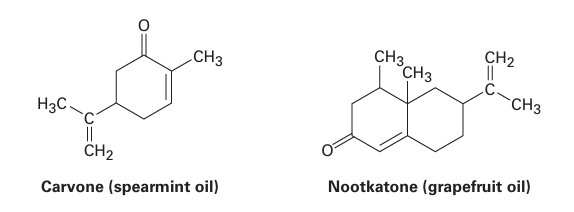 O
CH3
H3C
C
CH2
Carvone (spearmint oil)
CH3
CH3
CH2
C
CH3
O
Nootkatone (grapefruit oil)